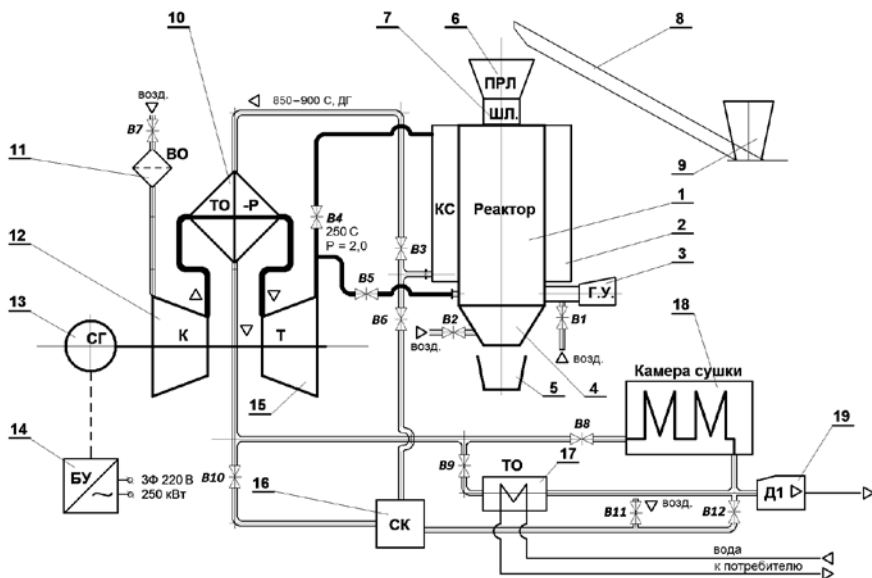 10
7
6
8
возд.
В7
850–900 С, ДГ
ПРЛ
ШЛ.
11
ВО
9
ТО -Р
В4
250 С
Р = 2,0
КС
Реактор
1
В3
2
12
В5
3
Г.У.
13
В6
В2
В1
СГ
К
Т
возд.
возд.
18
5
4
Камера сушки
15
19
14
В8
БУ
3Ф 220 В
250 кВт
В10
16
В9
ТО
17
Д1
СК
возд.
В11
В12
вода
к потребителю